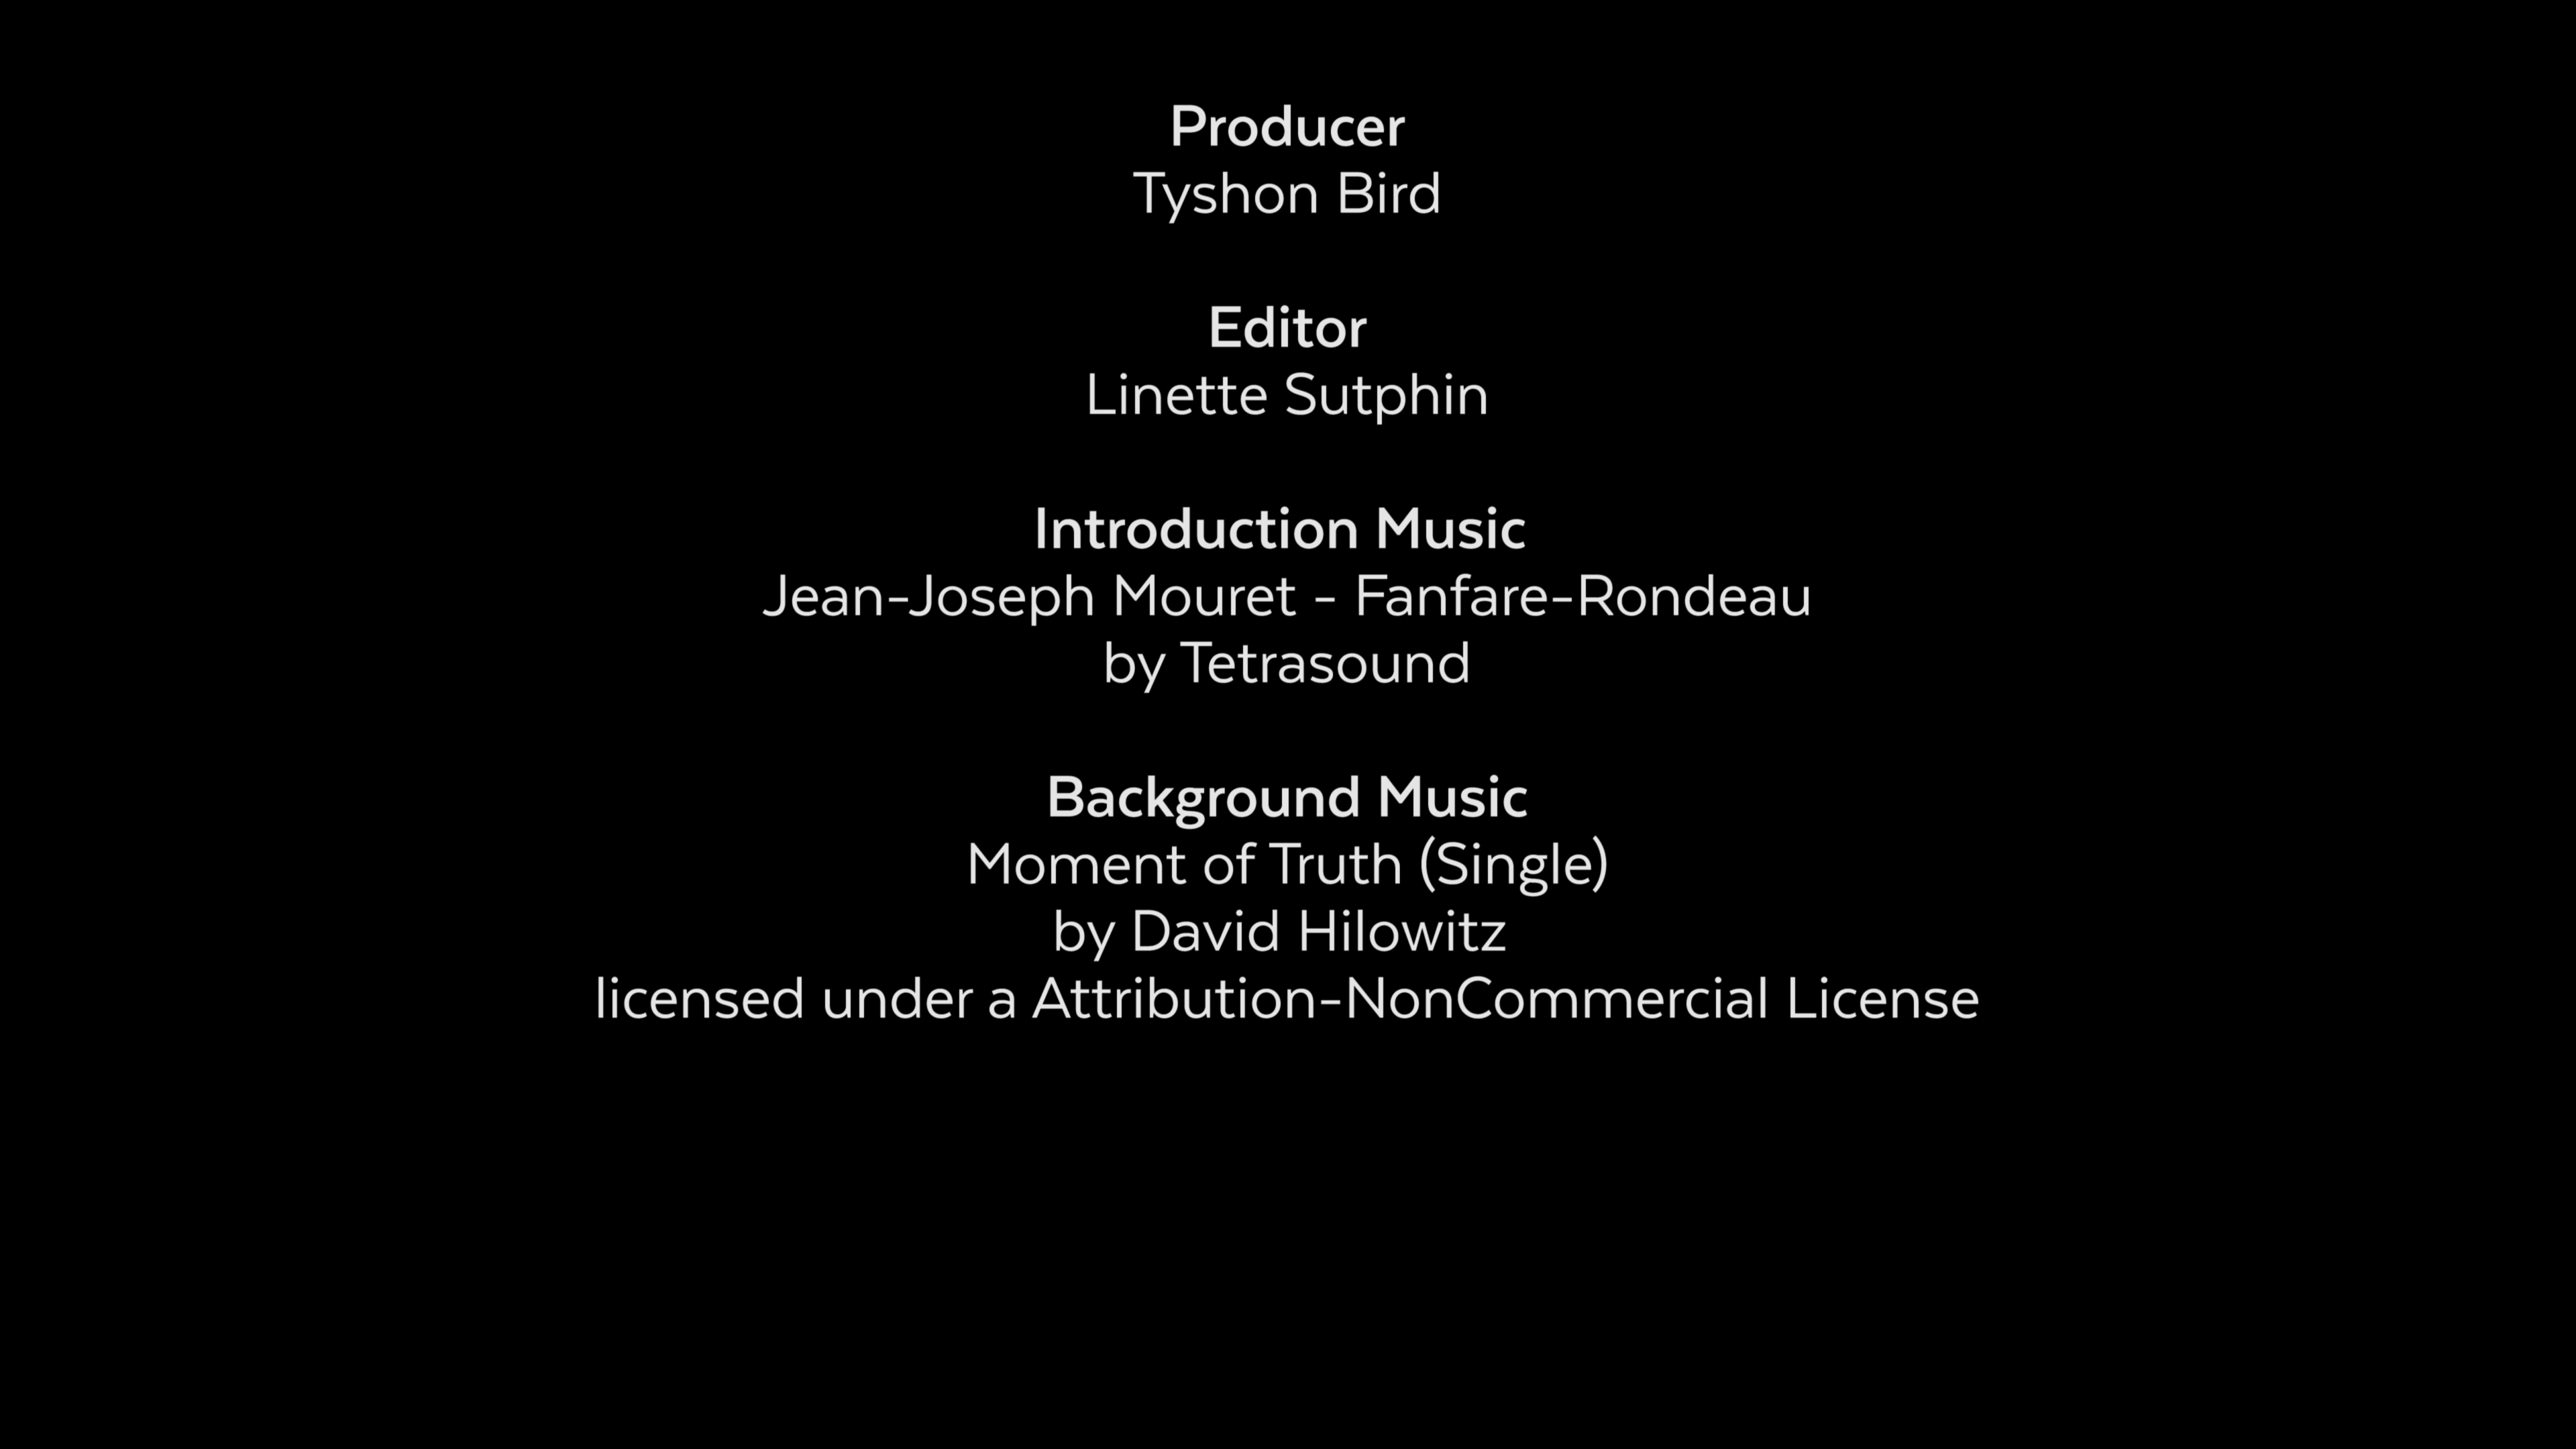 Producer
Tyshon Bird
Editor
Linette Sutphin
Introduction Music
Jean-Joseph Mouret - Fanfare-Rondeau
by Tetrasound
Background Music
Moment of Truth (Single)
by David Hilowitz
licensed under a Attribution-NonCommercial License